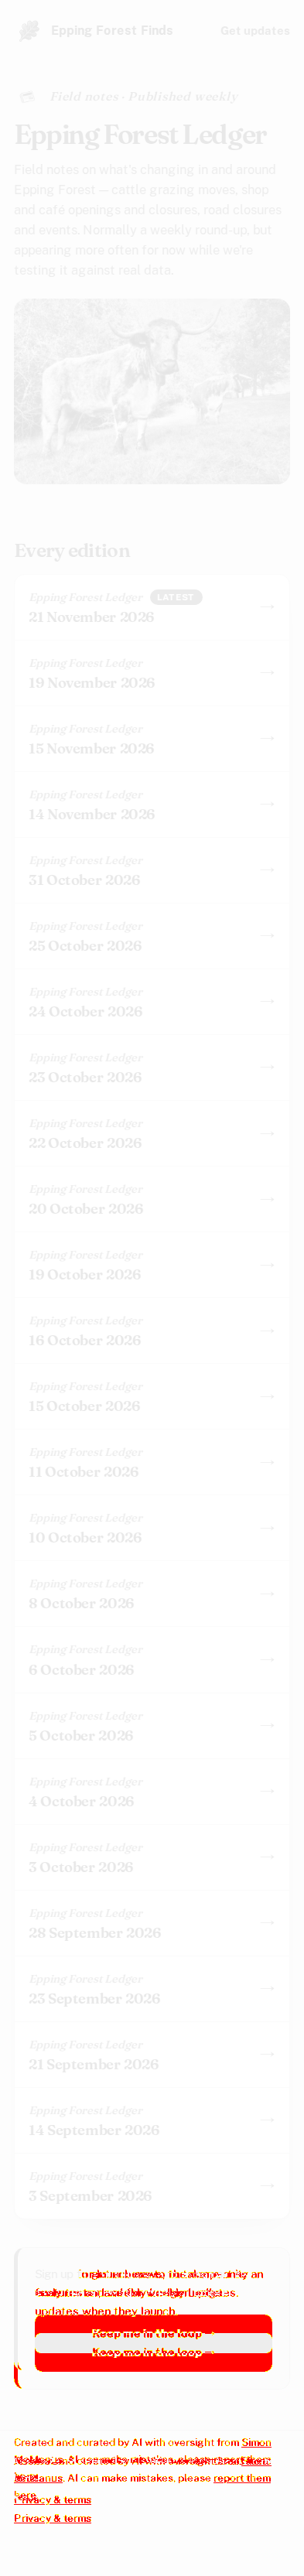 Epping Forest Finds
Get updates
Field notes · Published weekly
Epping Forest Ledger
Field notes on what's changing in and around
Epping Forest — cattle grazing moves, shop
and café openings and closures, road closures
and events. Normally a weekly round-up, but
appearing more often for now while we're
testing it against real data.
Every edition
Epping Forest Ledger LATEST
21 November 2026
→
Epping Forest Ledger
19 November 2026
→
Epping Forest Ledger
15 November 2026
→
Epping Forest Ledger
14 November 2026
→
Epping Forest Ledger
31 October 2026
→
Epping Forest Ledger
25 October 2026
→
Epping Forest Ledger
24 October 2026
→
Epping Forest Ledger
23 October 2026
→
Epping Forest Ledger
22 October 2026
→
Epping Forest Ledger
20 October 2026
→
Epping Forest Ledger
19 October 2026
→
Epping Forest Ledger
16 October 2026
→
Epping Forest Ledger
15 October 2026
→
Epping Forest Ledger
11 October 2026
→
Epping Forest Ledger
10 October 2026
→
Epping Forest Ledger
8 October 2026
→
Epping Forest Ledger
6 October 2026
→
Epping Forest Ledger
5 October 2026
→
Epping Forest Ledger
4 October 2026
→
Epping Forest Ledger
3 October 2026
→
Epping Forest Ledger
28 September 2026
→
Epping Forest Ledger
23 September 2026
→
Epping Forest Ledger
21 September 2026
→
Epping Forest Ledger
14 September 2026
→
Epping Forest Ledger
3 September 2026
→
Sign up
updates when they launch.
Keep me in the loop →
Keep me in the loop →
Created and curated by AI with oversight from Simon
AI can make mistakes, please report them
here
Privacy & terms
Privacy & terms